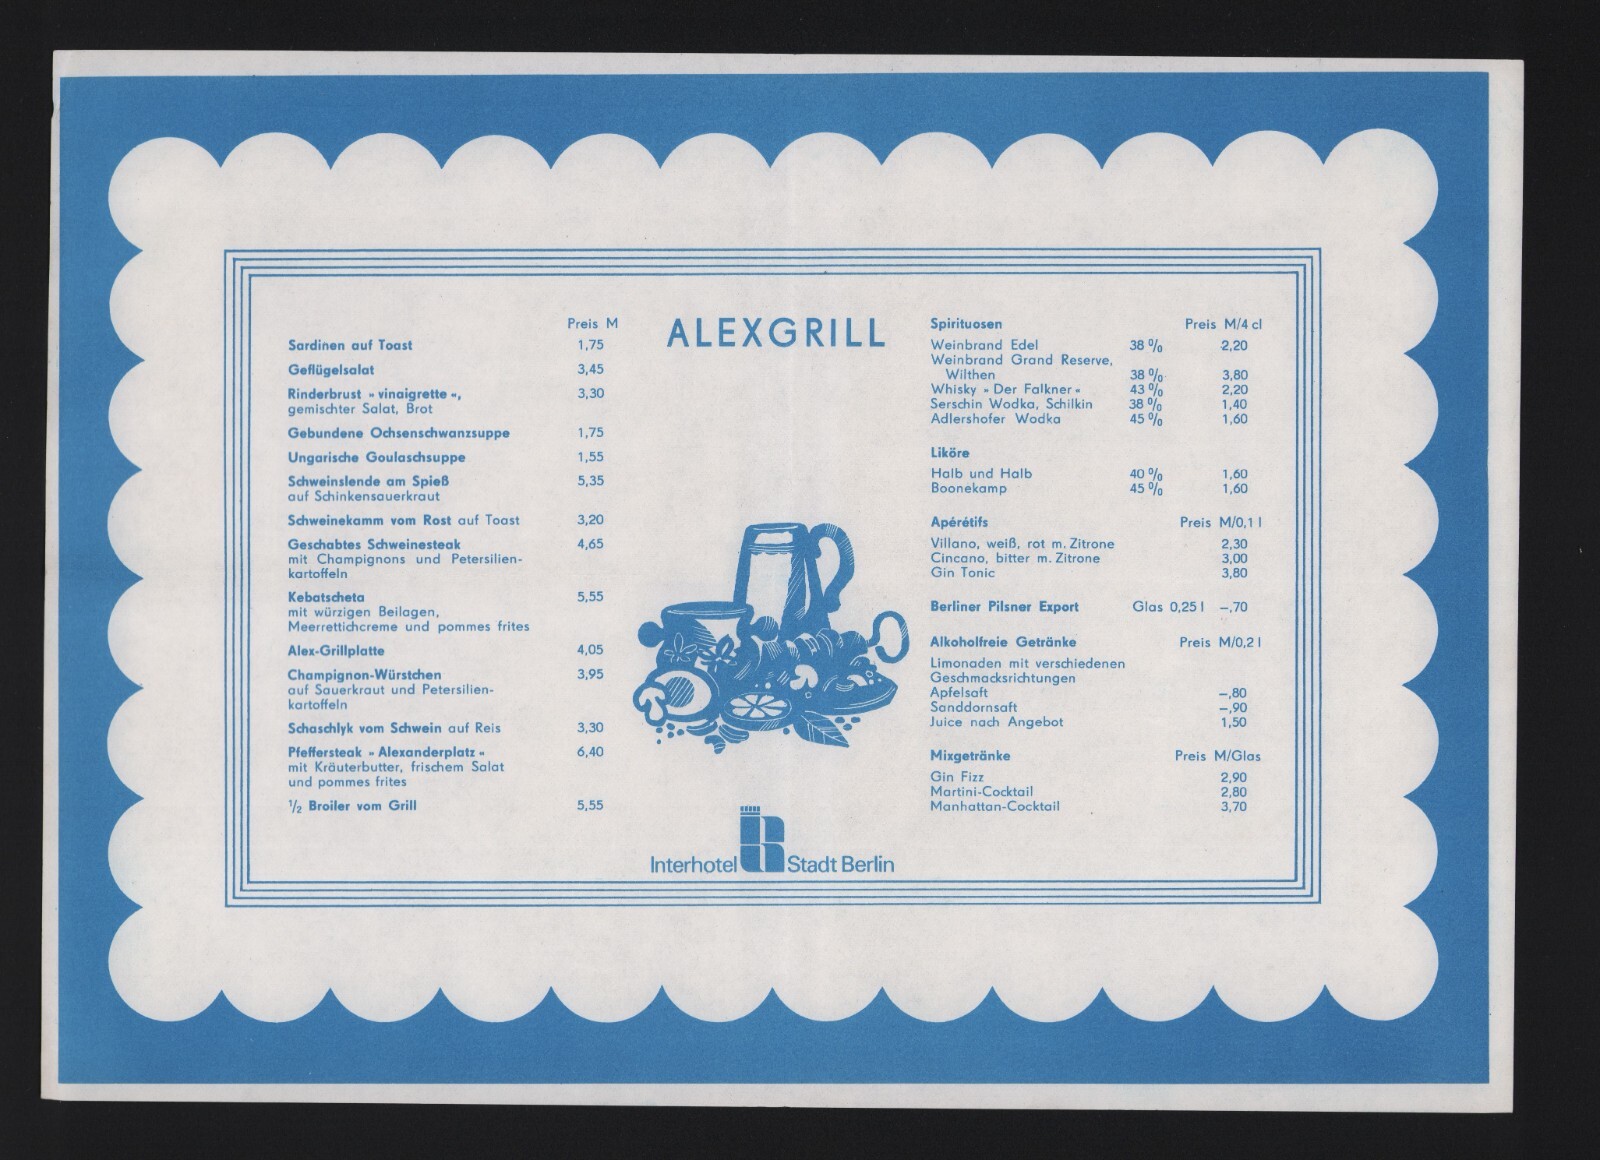 Preis M
Sardinen auf Toast 1,75
Geflügelsalat 3,45
Rinderbrust »vinaigrette«, 3,30
gemischter Salat, Brot
Gebundene Ochsenschwanzsuppe 1,75
Ungarische Goulaschsuppe 1,55
Schweinslende am Spieß 5,35
auf Schinkensauerkraut
Schweinekamm vom Rost auf Toast 3,20
Geschabtes Schweinesteak 4,65
mit Champignons und Petersilien-
kartoffeln
Kebatscheta 5,55
mit würzigen Beilagen,
Meerrettichcreme und pommes frites
Alex-Grillplatte 4,05
Champignon-Würstchen 3,95
auf Sauerkraut und Petersilien-
kartoffeln
Schaschlyk vom Schwein auf Reis 3,30
Pfeffersteak »Alexanderplatz« 6,40
mit Kräuterbutter, frischem Salat
und pommes frites
1/2 Broiler vom Grill 5,55
ALEXGRILL
Interhotel Stadt Berlin
Spirituosen Preis M/4 cl
Weinbrand Edel 38 % 2,20
Weinbrand Grand Reserve,
Wilthen 38 % 3,80
Whisky »Der Falkner« 43 % 2,20
Serschin Wodka, Schilkin 38 % 1,40
Adlershofer Wodka 45 % 1,60
Liköre
Halb und Halb 40 % 1,60
Boonekamp 45 % 1,60
Apérétifs Preis M/0,1 l
Villano, weiß, rot m. Zitrone 2,30
Cincano, bitter m. Zitrone 3,00
Gin Tonic 3,80
Berliner Pilsner Export Glas 0,25 l –,70
Alkoholfreie Getränke Preis M/0,2 l
Limonaden mit verschiedenen
Geschmacksrichtungen
Apfelsaft –,80
Sanddornsaft –,90
Juice nach Angebot 1,50
Mixgetränke Preis M/Glas
Gin Fizz 2,90
Martini-Cocktail 2,80
Manhattan-Cocktail 3,70